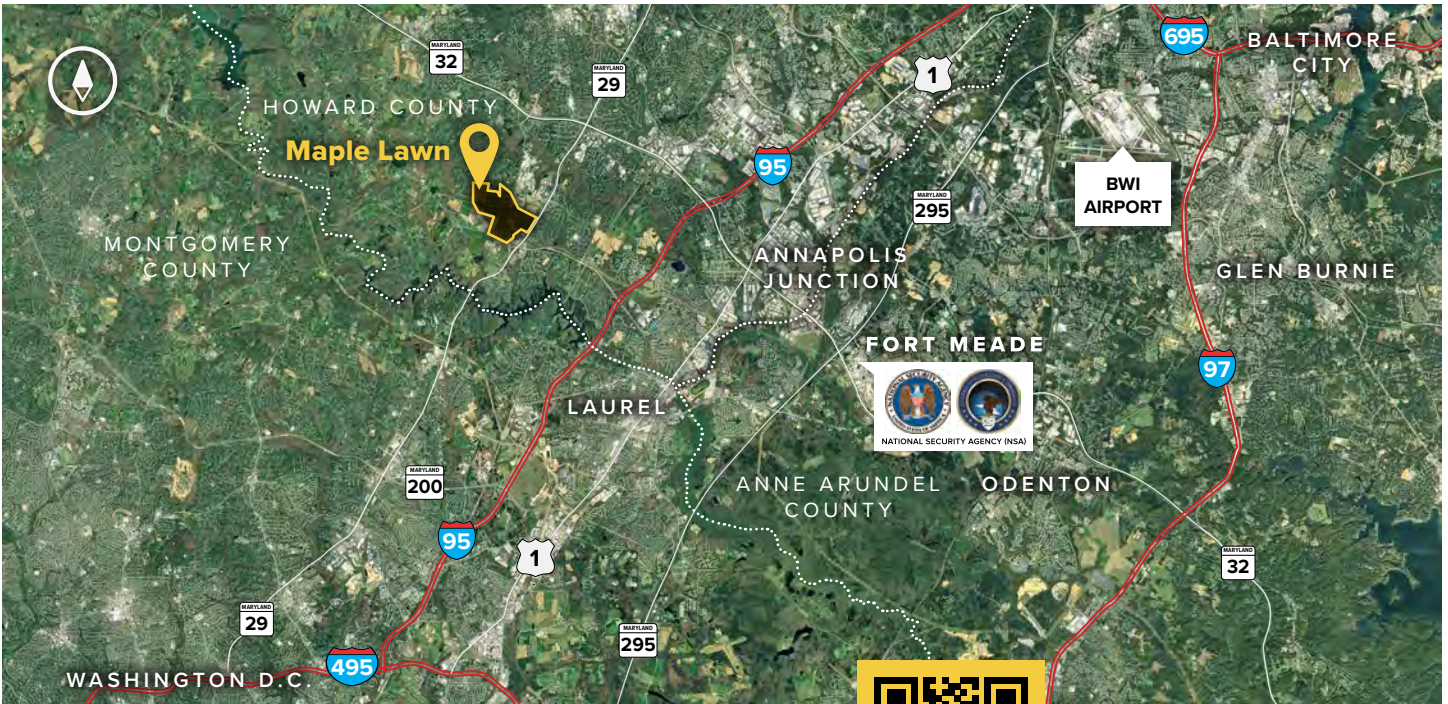 695
BALTIMORE
CITY
MARYLAND
32
MARYLAND
29
1
HOWARD COUNTY
Maple Lawn
95
BWI
AIRPORT
MARYLAND
295
MONTGOMERY
COUNTY
ANNAPOLIS
JUNCTION
GLEN BURNIE
FORT MEADE
NATIONAL SECURITY AGENCY (NSA)
97
LAUREL
MARYLAND
200
ANNE ARUNDEL
COUNTY
ODENTON
95
1
MARYLAND
32
MARYLAND
29
MARYLAND
295
495
WASHINGTON D.C.